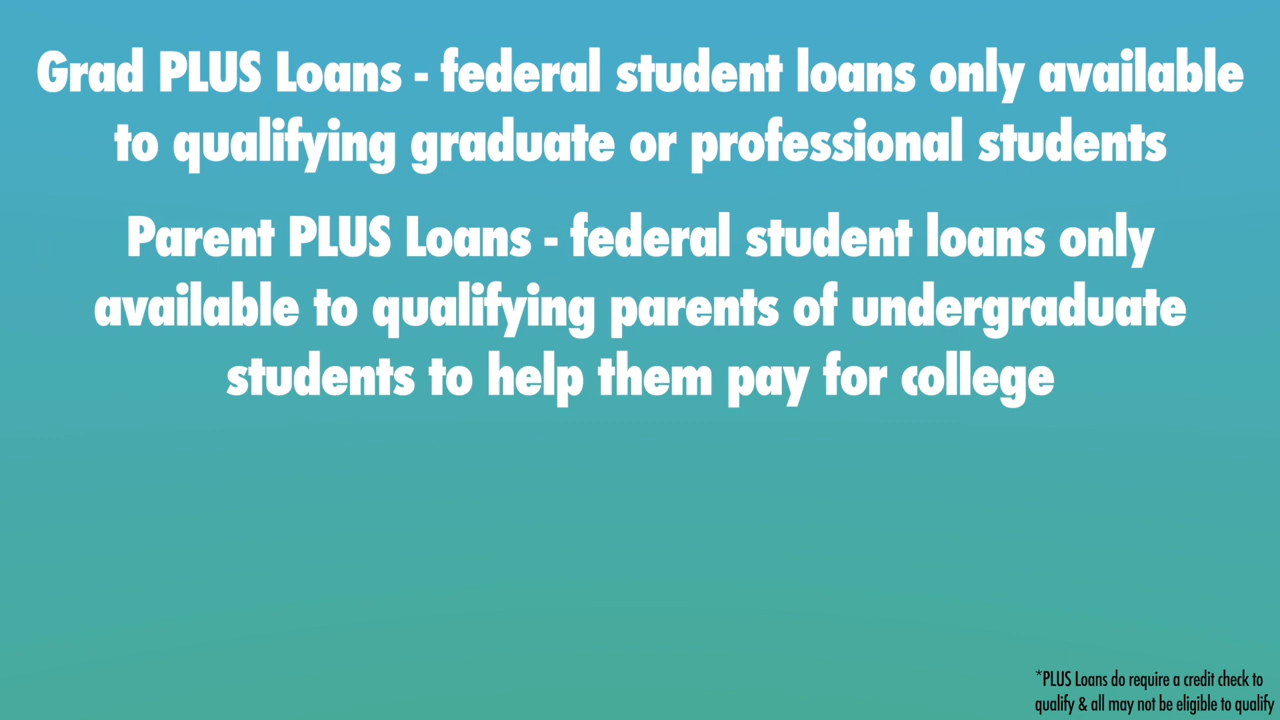 Grad PLUS Loans - federal student loans only available
to qualifying graduate or professional students
Parent PLUS Loans - federal student loans only
available to qualifying parents of undergraduate
students to help them pay for college
*PLUS Loans do require a credit check to
qualify & all may not be eligible to qualify